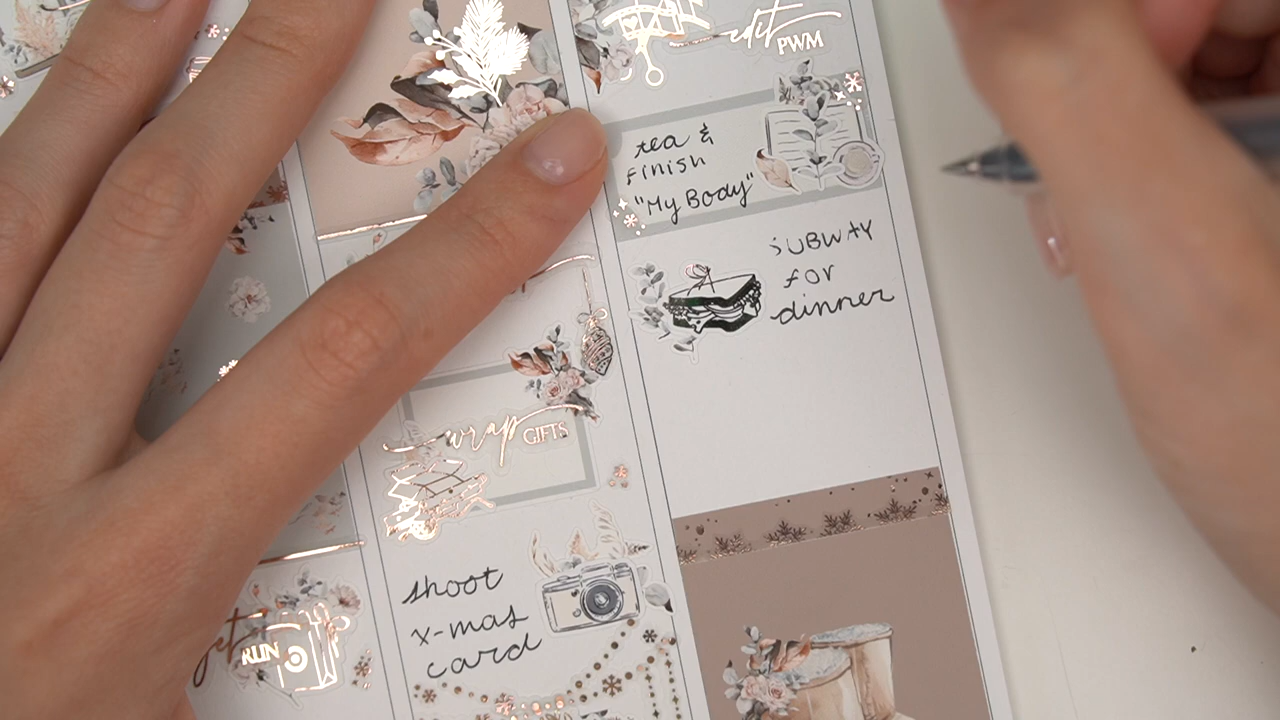 edit
PWM
tea &
FINISH
"My Body"
SUBWAY
for
dinner
wrap
GIFTS
shoot
x-mas
card
RUN